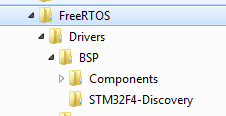 FreeRTOS
Drivers
BSP
Components
STM32F4-Discovery